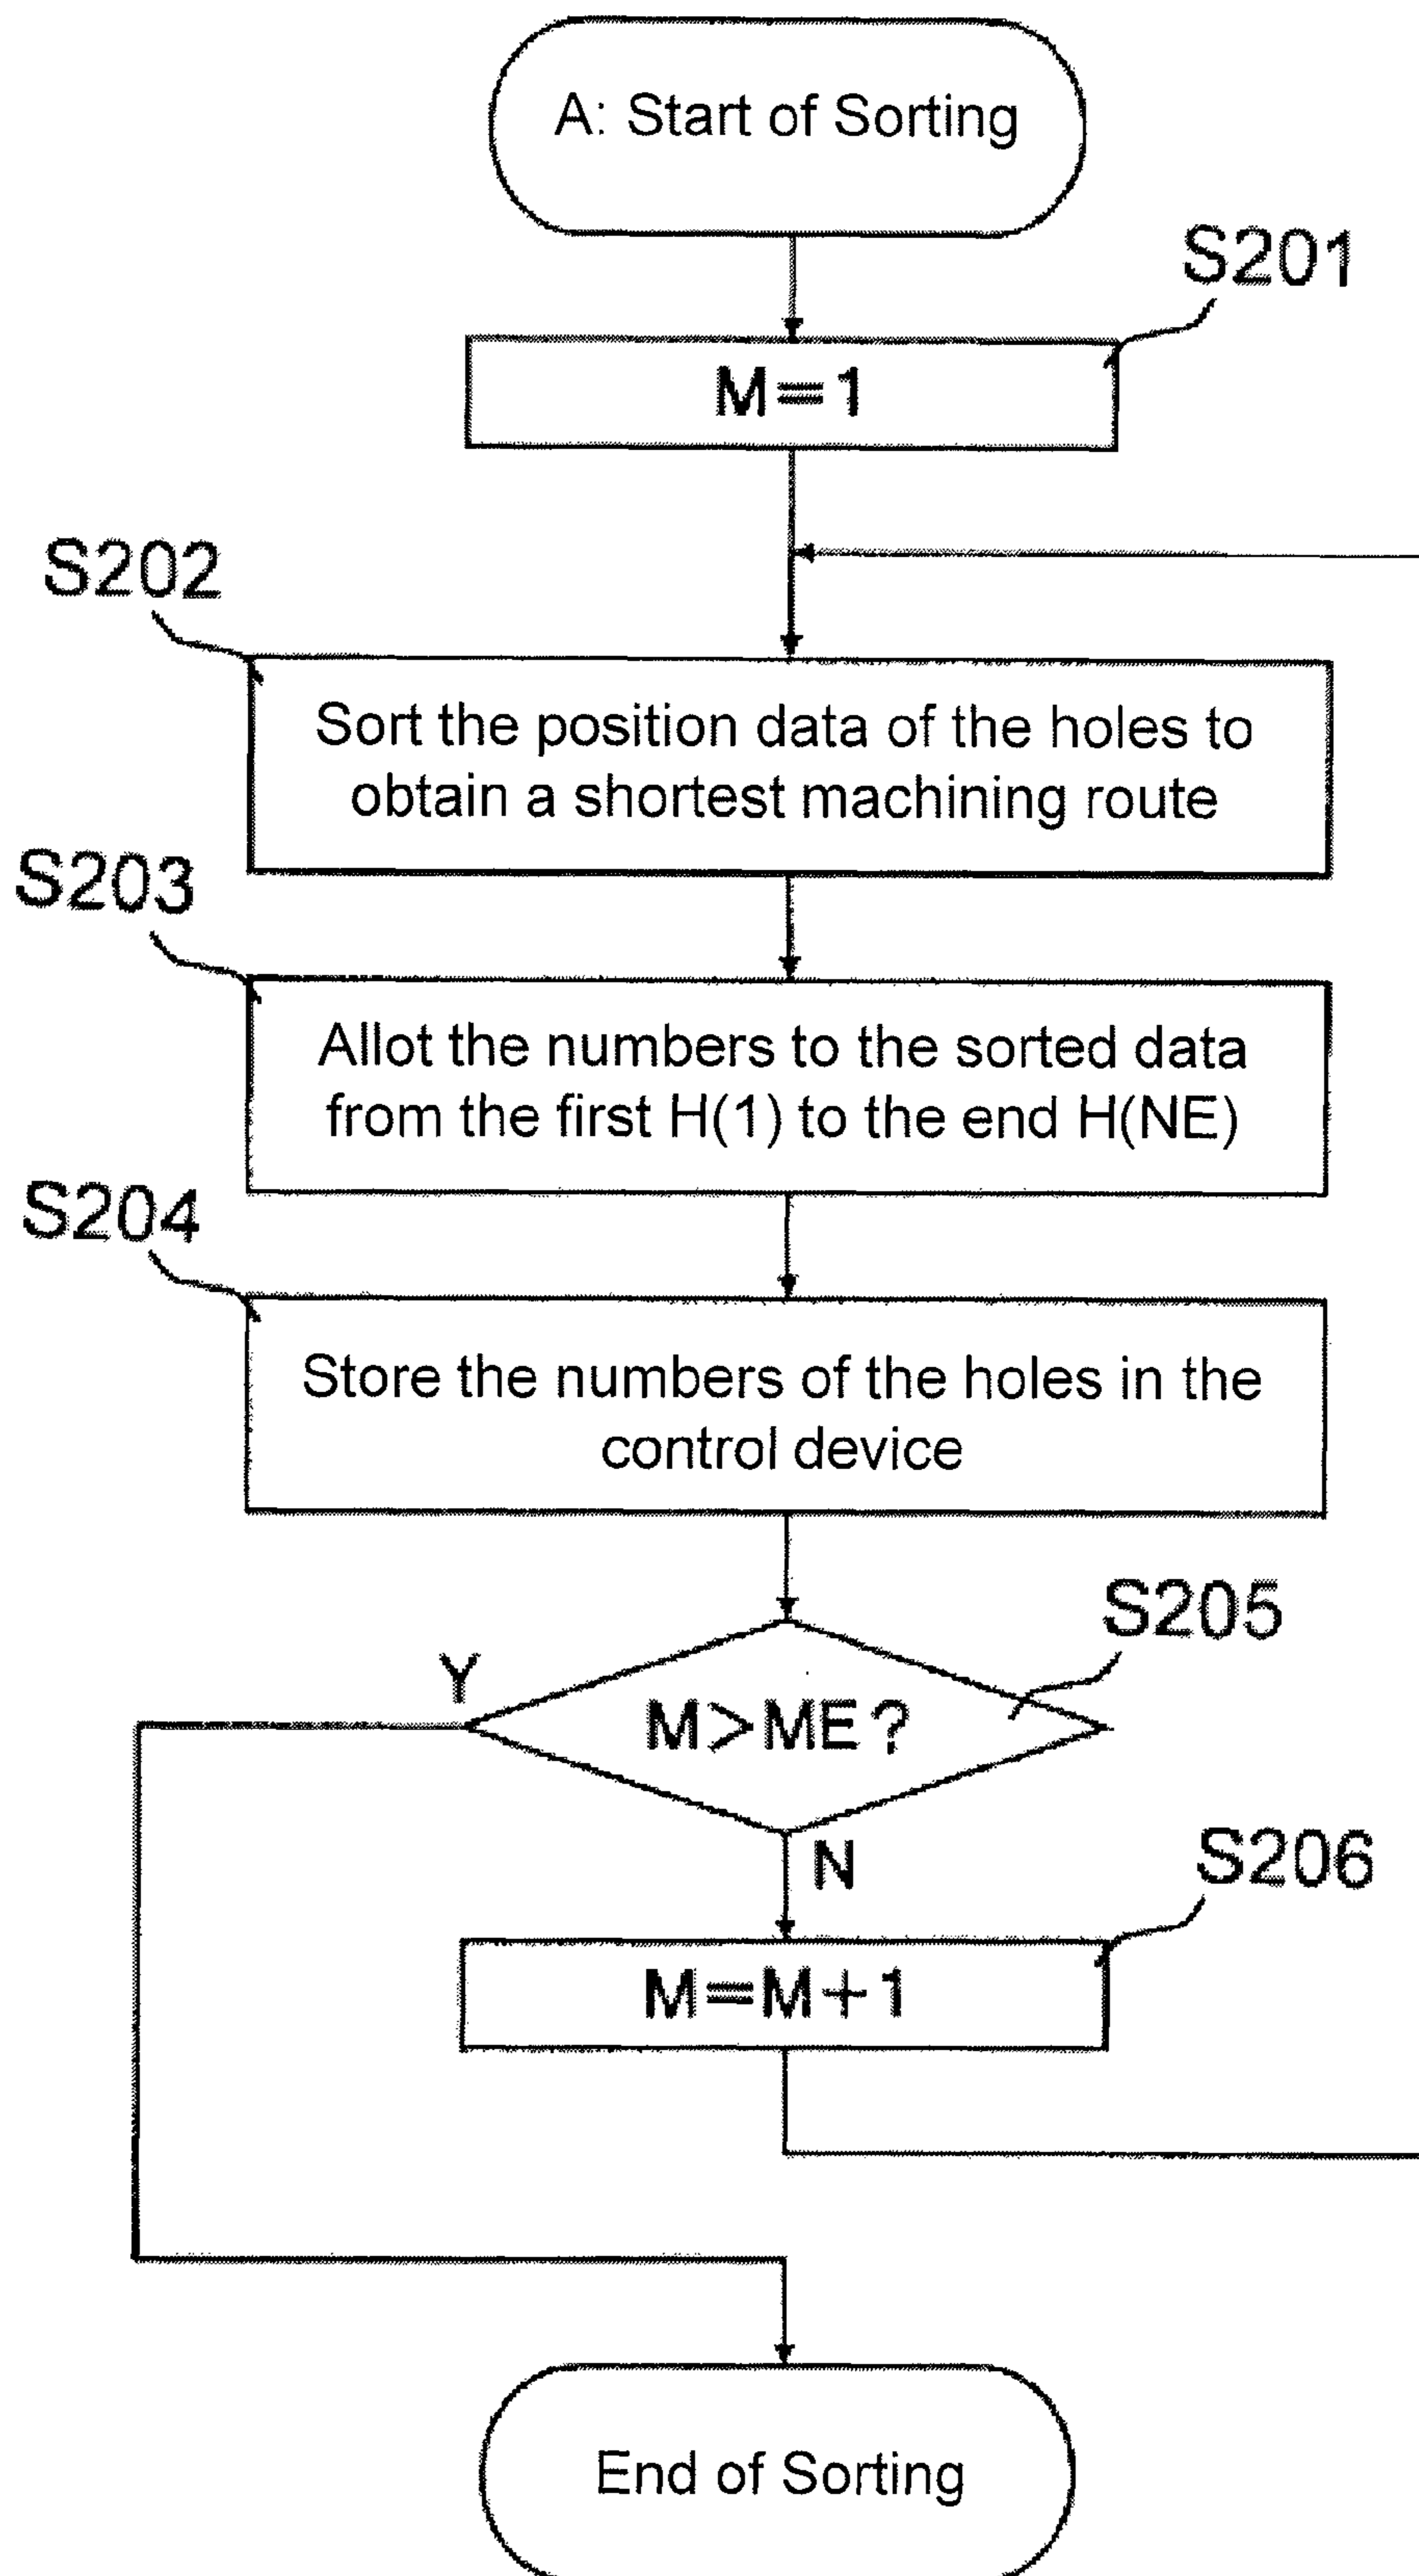 A: Start of Sorting
S201
M=1
S202
Sort the position data of the holes to
obtain a shortest machining route
S203
Allot the numbers to the sorted data
from the first H(1) to the end H(NE)
S204
Store the numbers of the holes in the
control device
S205
Y
M>ME?
N
S206
M=M+1
End of Sorting